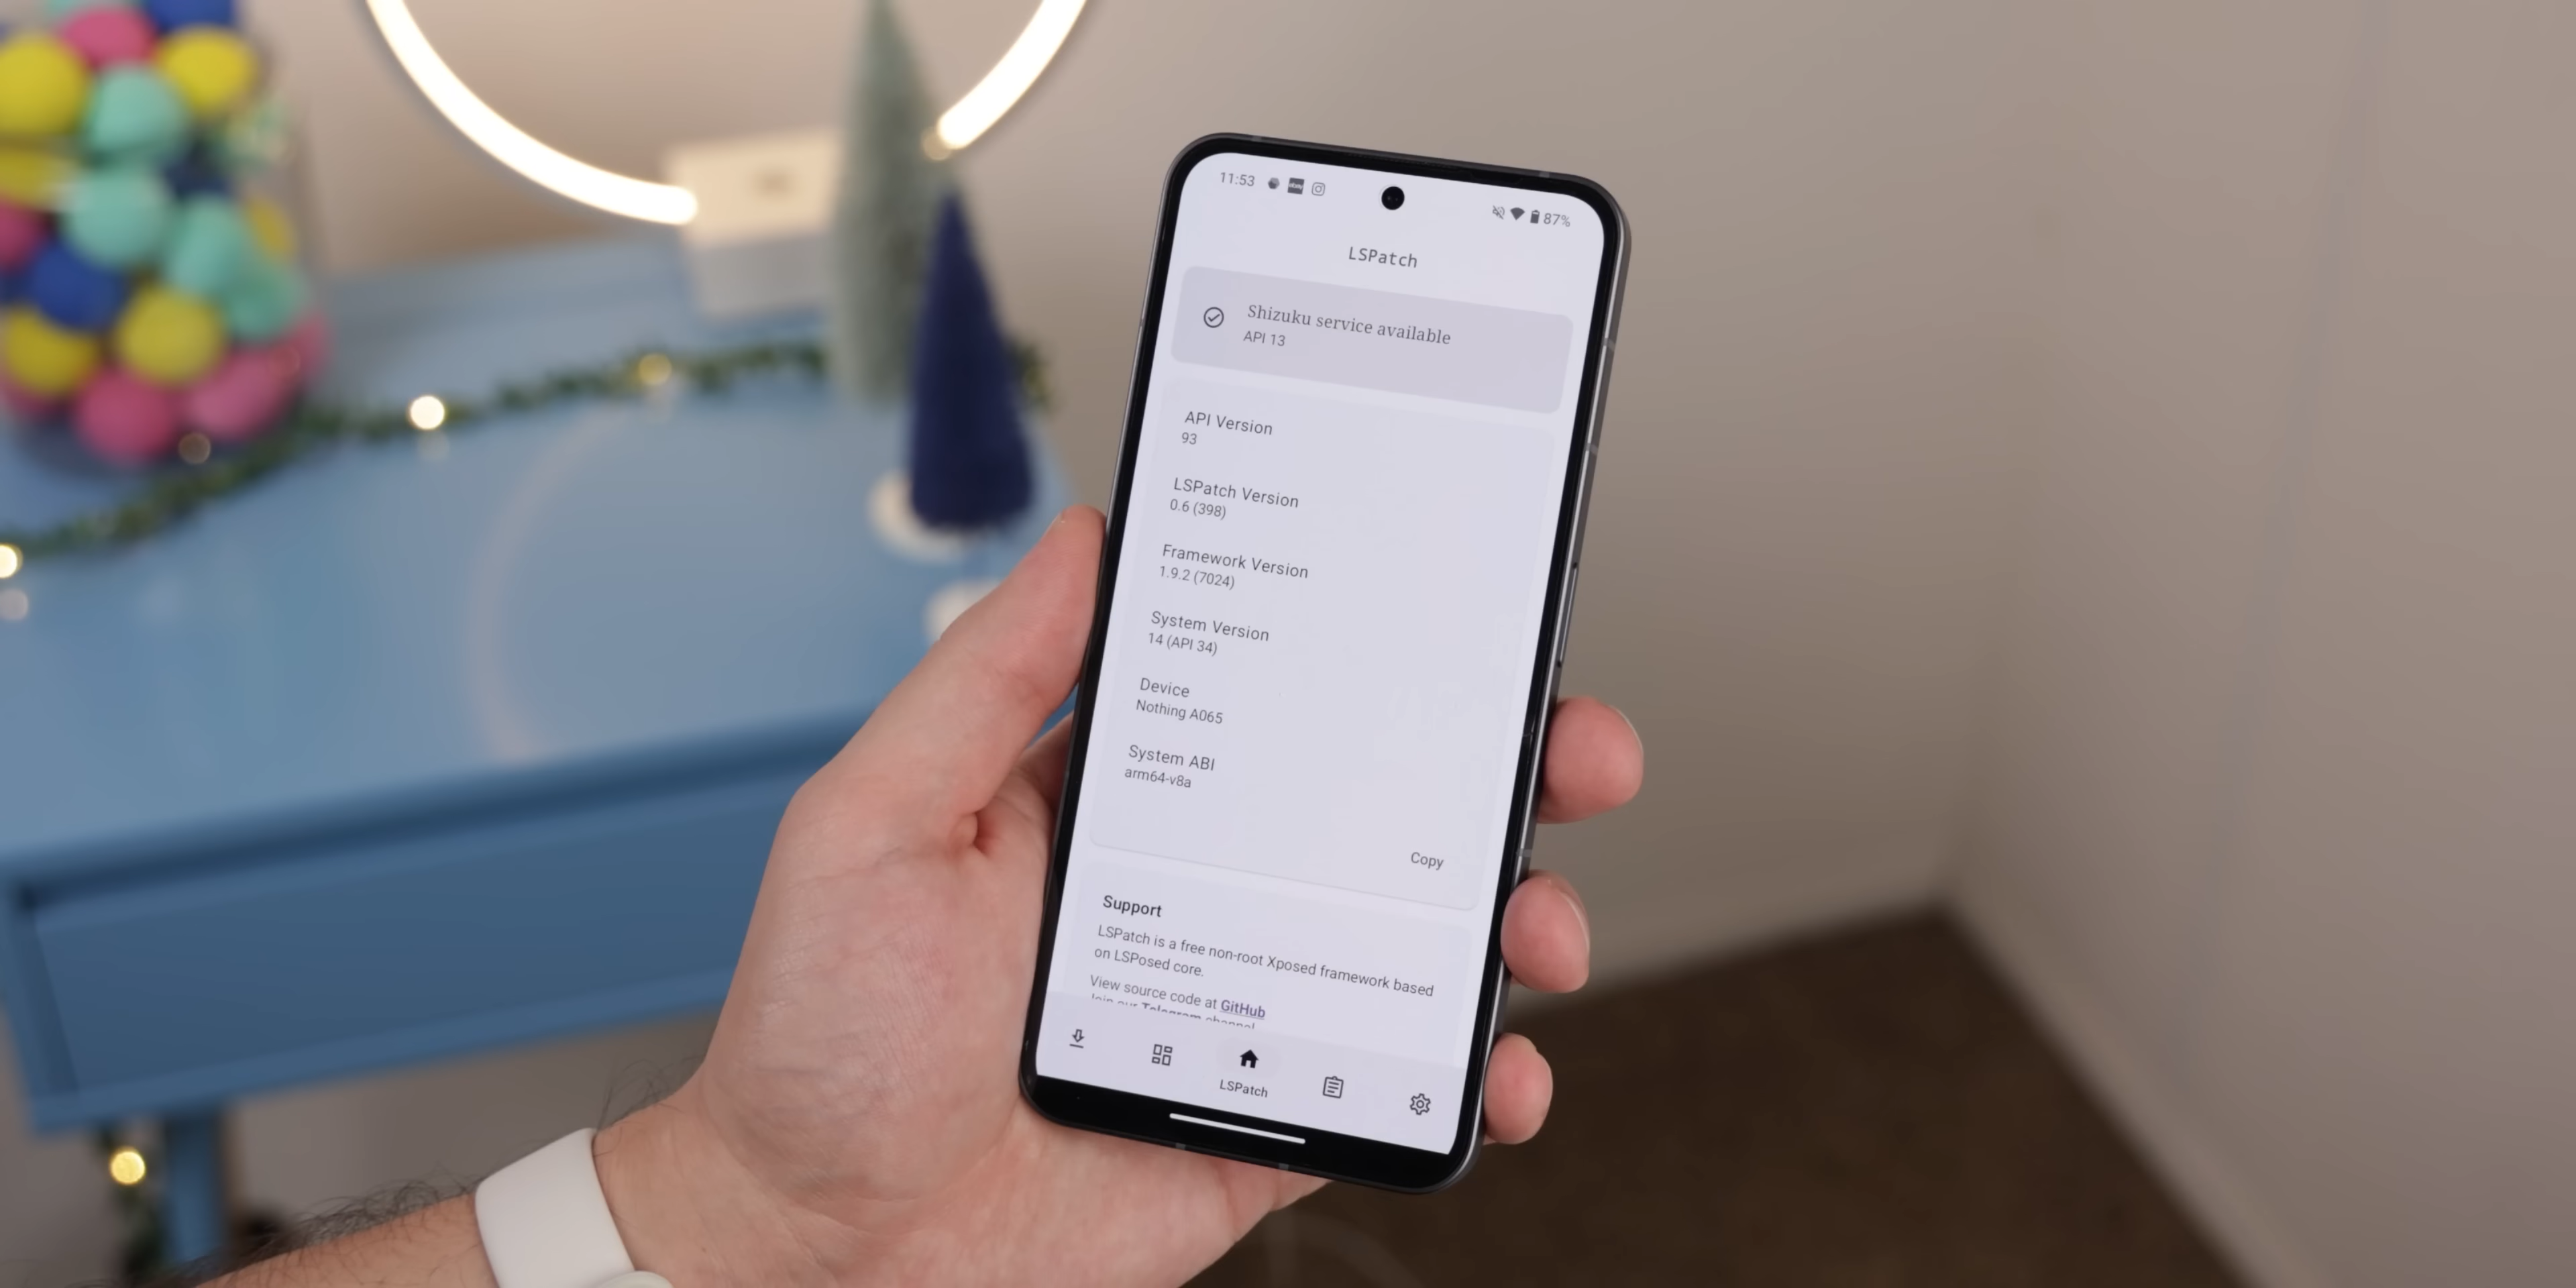 11:53
87%
LSPatch
Shizuku service available
API 13
API Version
93
LSPatch Version
0.6 (398)
Framework Version
1.9.2 (7024)
System Version
14 (API 34)
Device
Nothing A065
System ABI
arm64-v8a
Copy
Support
LSPatch is a free non-root Xposed framework based
on LSPosed core.
View source code at GitHub
Join our Telegram channel
LSPatch